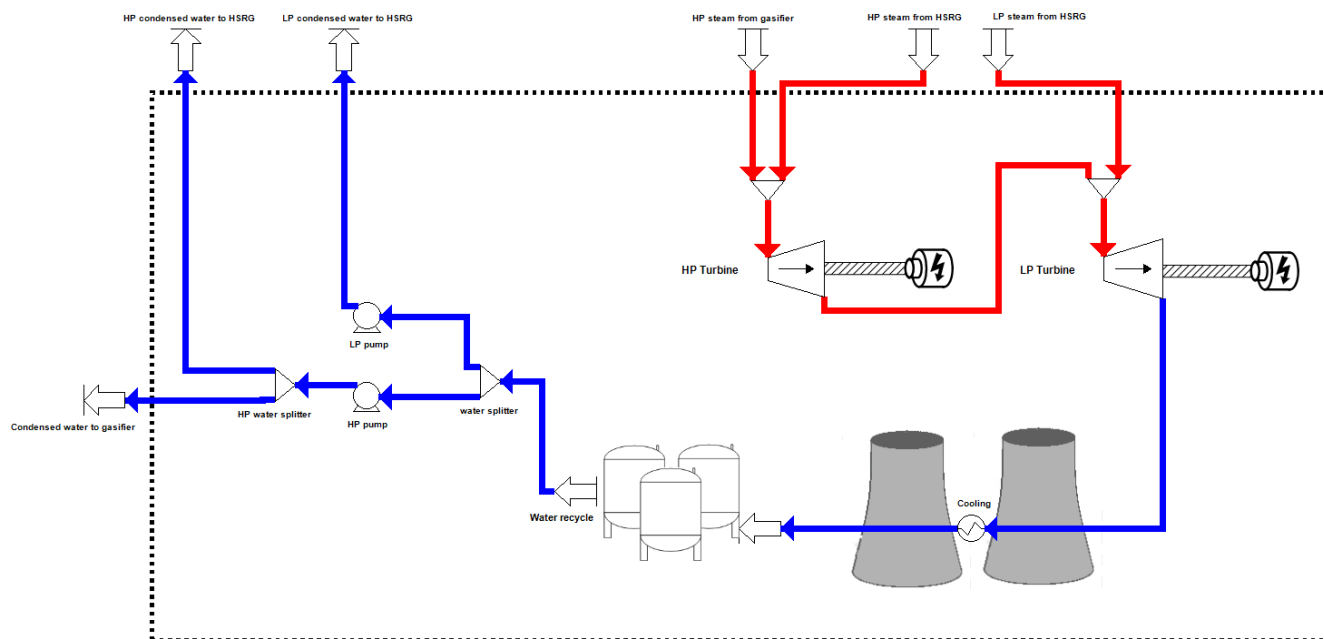 HP condensed water to HSRG
LP condensed water to HSRG
HP steam from gasifier
HP steam from HSRG
LP steam from HSRG
HP Turbine
LP Turbine
LP pump
HP water splitter
HP pump
water splitter
Condensed water to gasifier
Cooling
Water recycle